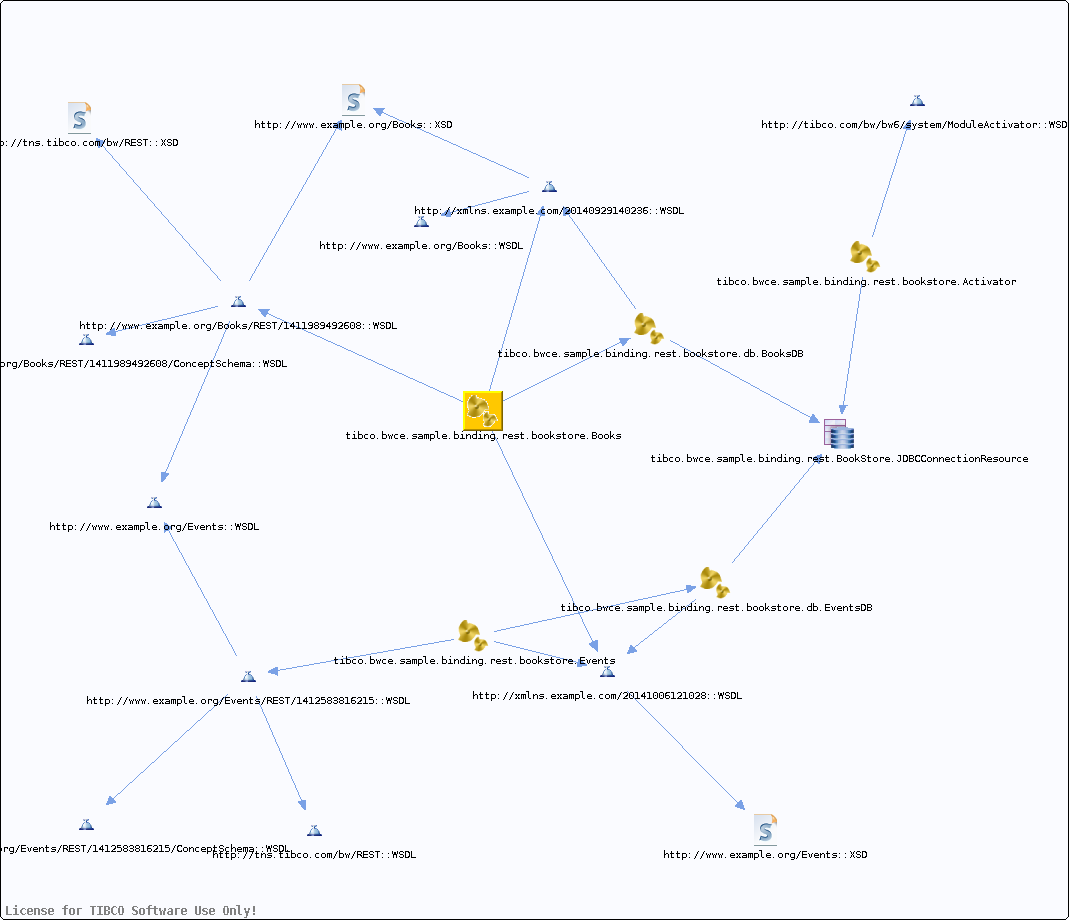 http://www.example.org/Books::XSD
http://tibco.com/bw/bw6/system/ModuleActivator::WSD
p://tns.tibco.com/bw/REST::XSD
http://xmlns.example.com/20140929140236::WSDL
http://www.example.org/Books::WSDL
tibco.bwce.sample.binding.rest.bookstore.Activator
http://www.example.org/Books/REST/1411989492608::WSDL
tibco.bwce.sample.binding.rest.bookstore.db.BooksDB
org/Books/REST/1411989492608/ConceptSchema::WSDL
tibco.bwce.sample.binding.rest.bookstore.Books
tibco.bwce.sample.binding.rest.BookStore.JDBCConnectionResource
http://www.example.org/Events::WSDL
tibco.bwce.sample.binding.rest.bookstore.db.EventsDB
tibco.bwce.sample.binding.rest.bookstore.Events
http://xmlns.example.com/20141006121028::WSDL
http://www.example.org/Events/REST/1412583816215::WSDL
org/Events/REST/1412583816215/ConceptSchema::WSDL
http://tns.tibco.com/bw/REST::WSDL
http://www.example.org/Events::XSD
License for TIBCO Software Use Only!